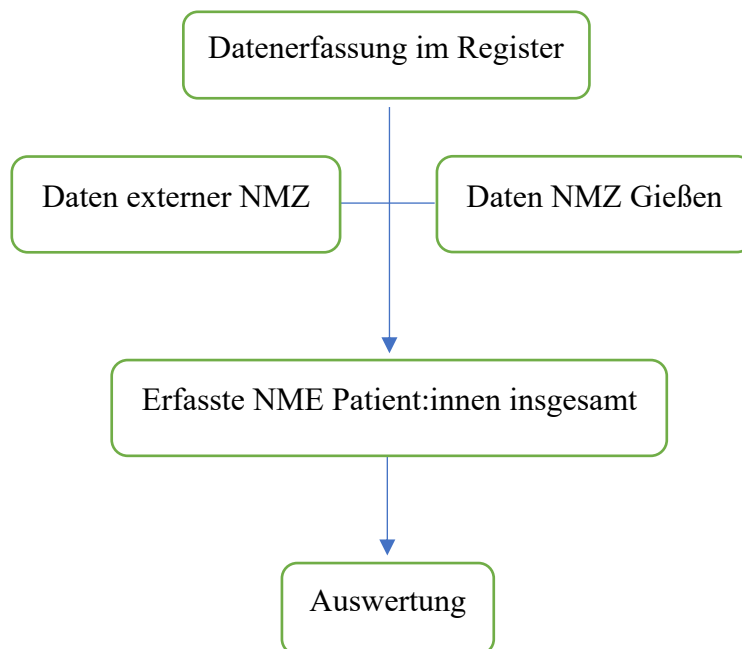 Datenerfassung im Register
Daten externer NMZ
Daten NMZ Gießen
Erfasste NME Patient:innen insgesamt
Auswertung